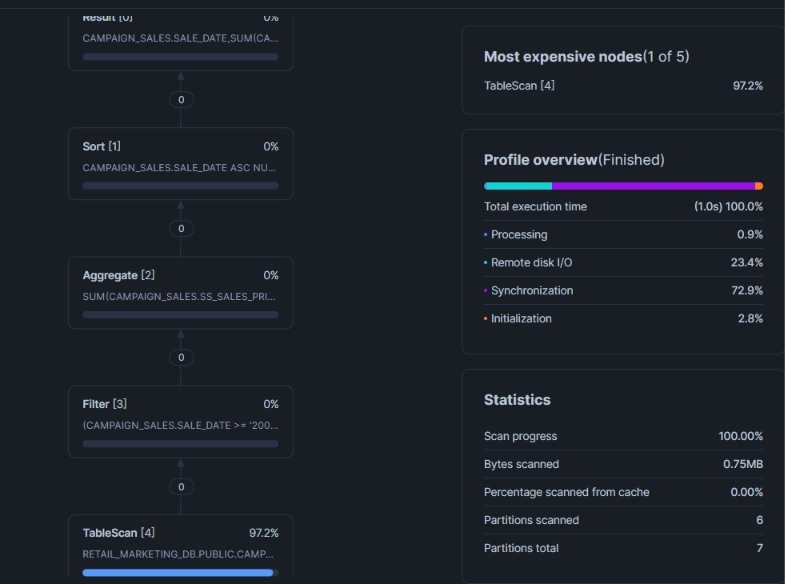 Result [0] 0%
CAMPAIGN_SALES.SALE_DATE,SUM(CA...
0
Sort [1] 0%
CAMPAIGN_SALES.SALE_DATE ASC NU...
0
Aggregate [2] 0%
SUM(CAMPAIGN_SALES.SS_SALES_PRI...
0
Filter [3] 0%
(CAMPAIGN_SALES.SALE_DATE >= '200...
0
TableScan [4] 97.2%
RETAIL_MARKETING_DB.PUBLIC.CAMP...
Most expensive nodes(1 of 5)
TableScan [4] 97.2%
Profile overview(Finished)
Total execution time (1.0s) 100.0%
Processing 0.9%
Remote disk I/O 23.4%
Synchronization 72.9%
Initialization 2.8%
Statistics
Scan progress 100.00%
Bytes scanned 0.75MB
Percentage scanned from cache 0.00%
Partitions scanned 6
Partitions total 7